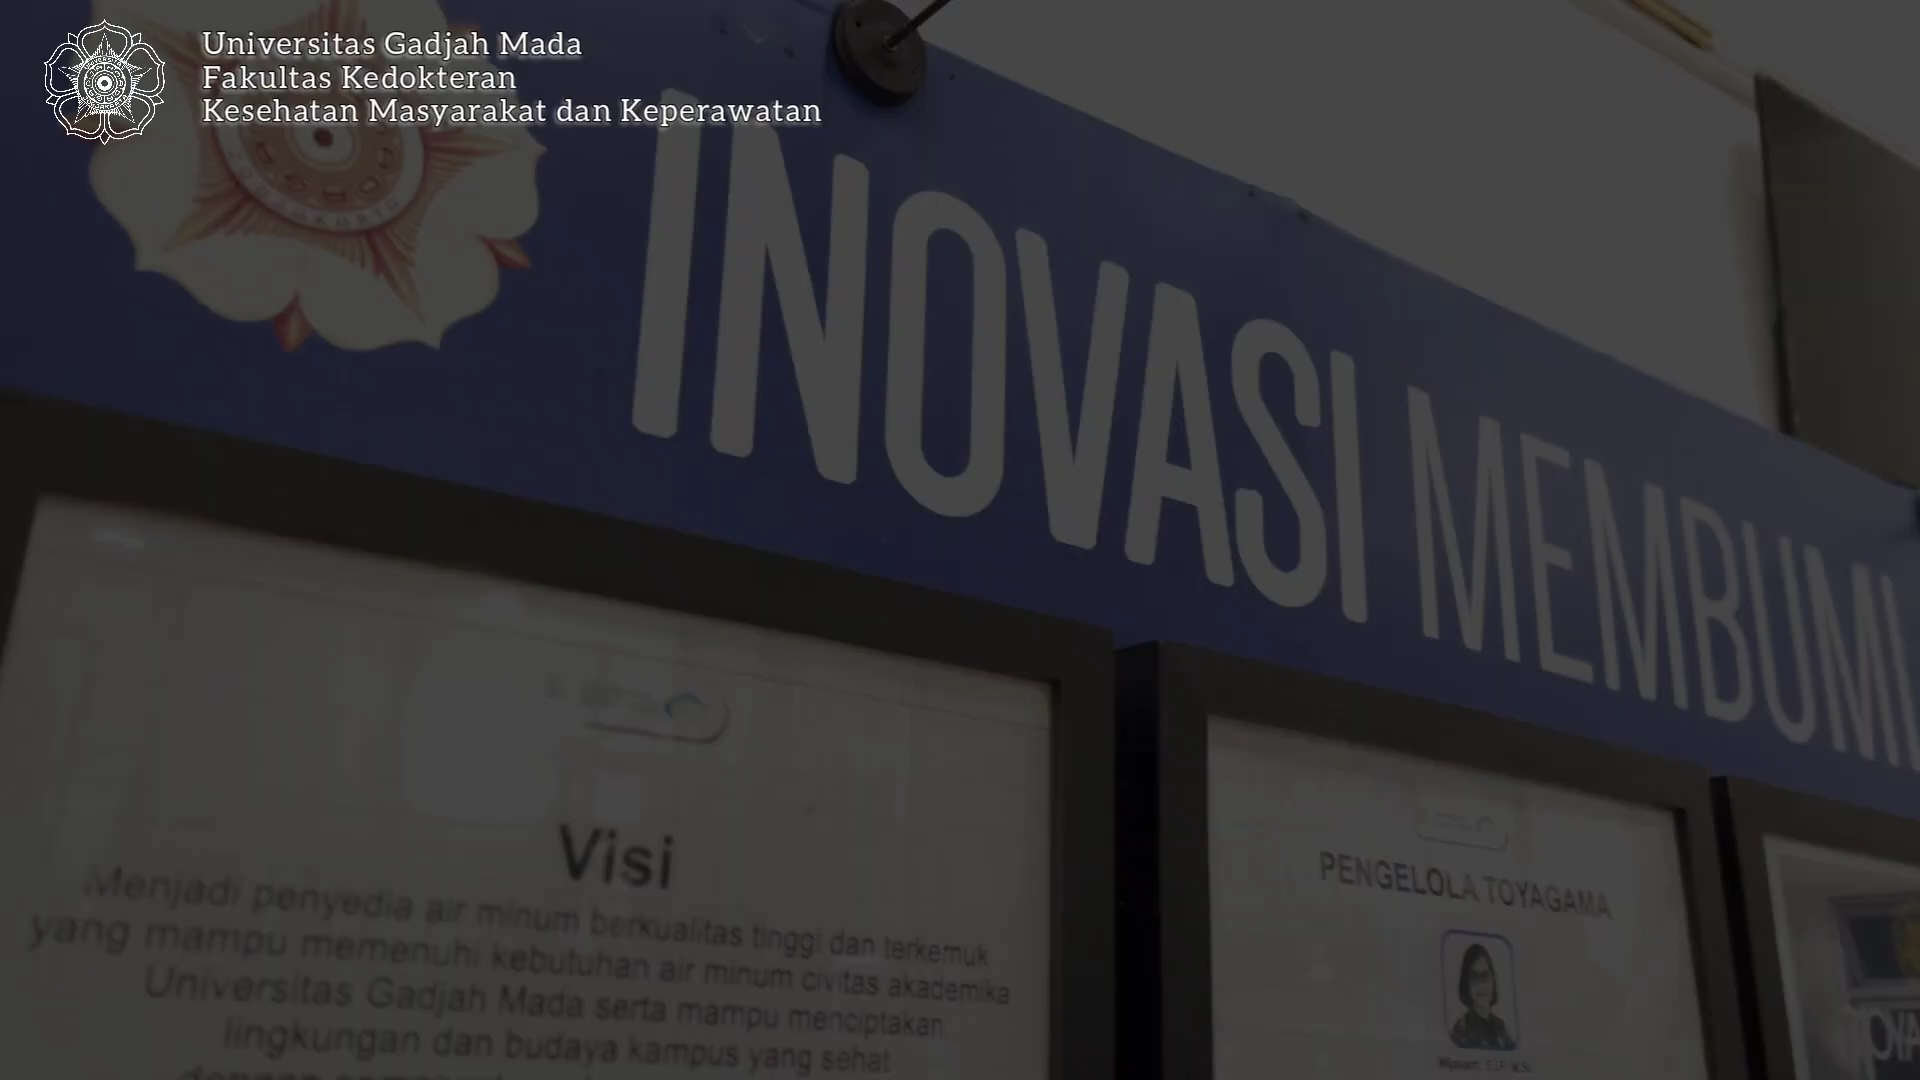 Universitas Gadjah Mada
Fakultas Kedokteran
Kesehatan Masyarakat dan Keperawatan
INOVASI MEMBUMI
Visi
Menjadi penyedia air minum berkualitas tinggi dan terkemuk
yang mampu memenuhi kebutuhan air minum civitas akademika
Universitas Gadjah Mada serta mampu menciptakan
lingkungan dan budaya kampus yang sehat
PENGELOLA TOYAGAMA